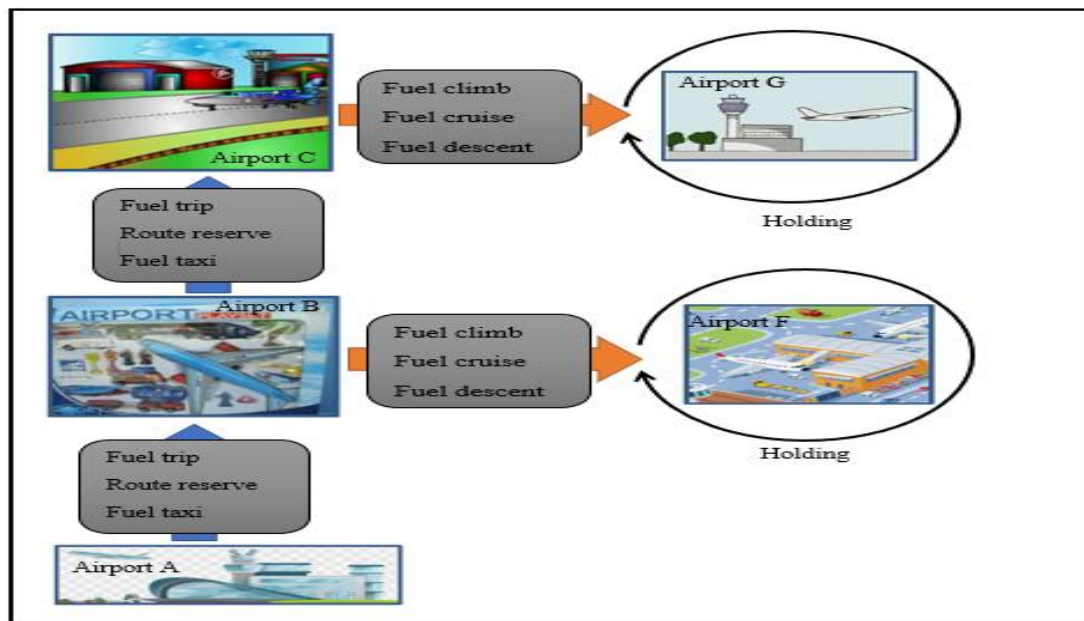 Airport C
Fuel climb
Fuel cruise
Fuel descent
Airport G
Holding
Fuel trip
Route reserve
Fuel taxi
Airport B
AIRPORT
PLAYSET
Fuel climb
Fuel cruise
Fuel descent
Airport F
Holding
Fuel trip
Route reserve
Fuel taxi
Airport A